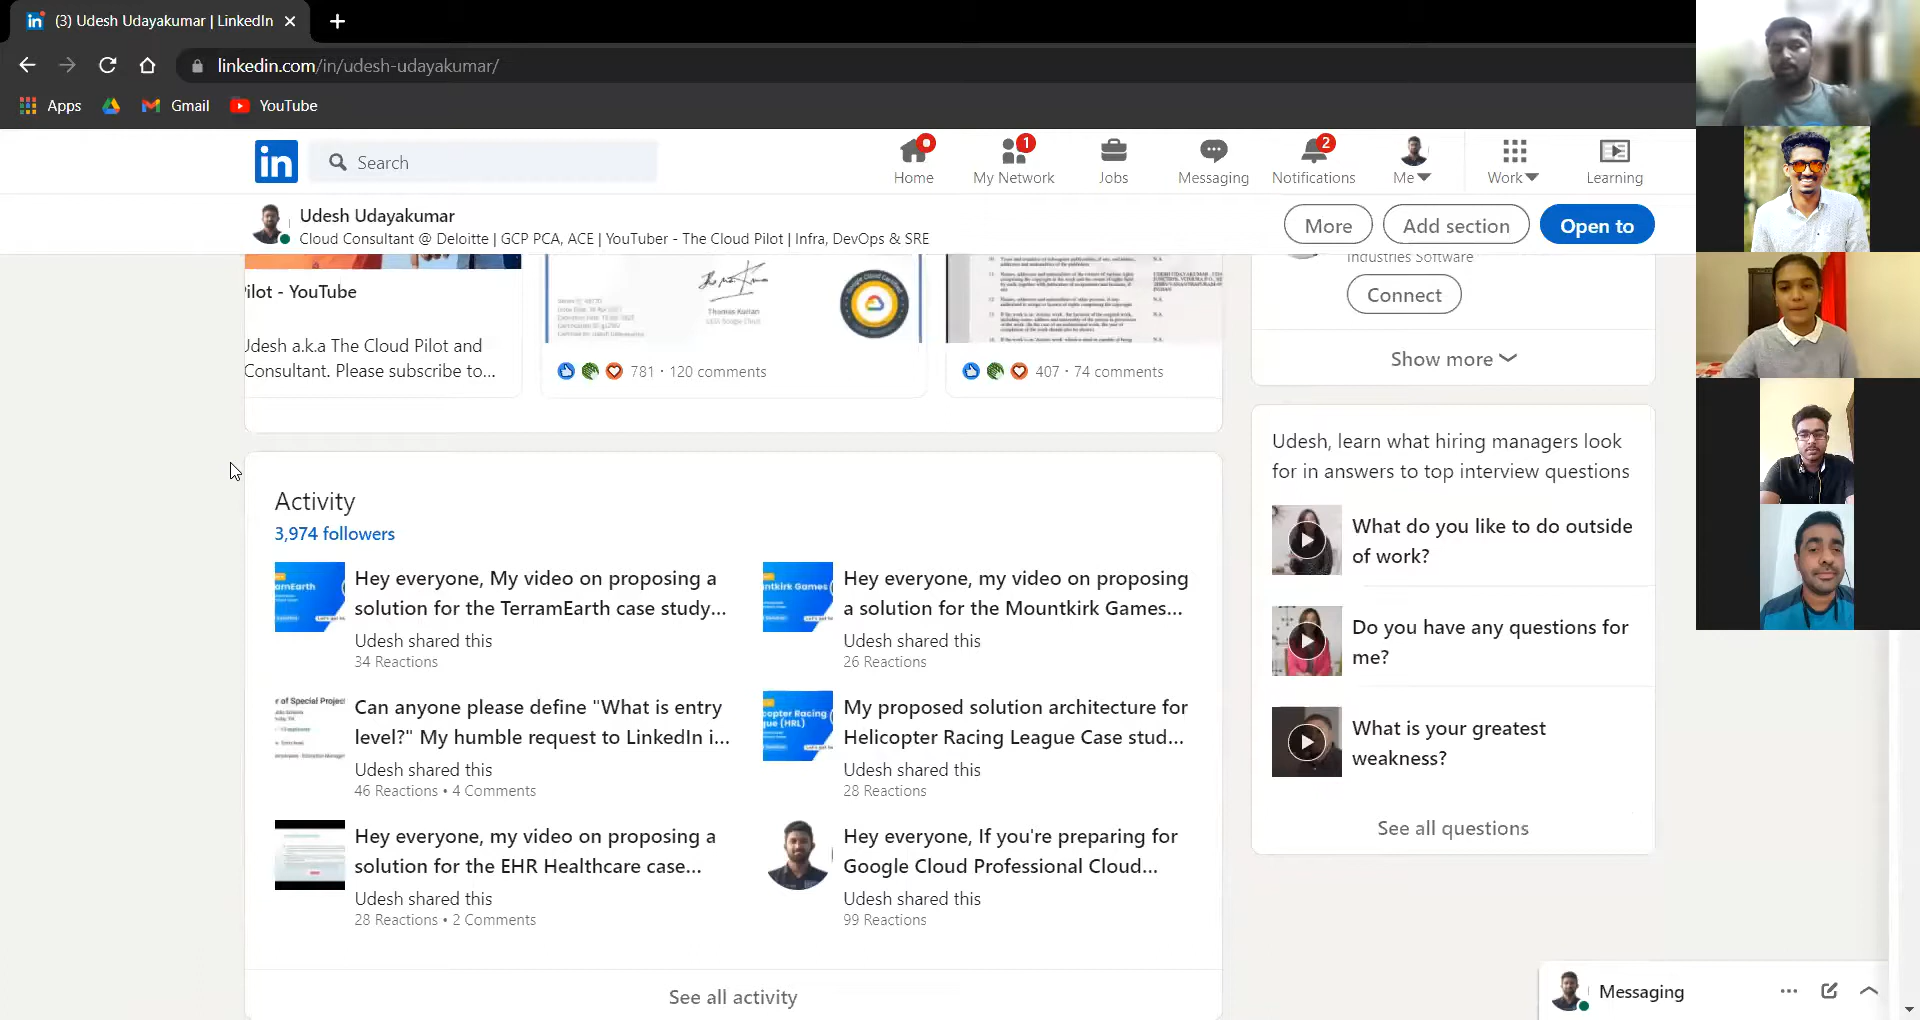 (3) Udesh Udayakumar | LinkedIn
linkedin.com/in/udesh-udayakumar/
Apps
Gmail
YouTube
in
Search
Home
1
My Network
Jobs
Messaging
2
Notifications
Me
Work
Learning
Udesh Udayakumar
Cloud Consultant @ Deloitte | GCP PCA, ACE | YouTuber - The Cloud Pilot | Infra, DevOps & SRE
More
Add section
Open to
ilot - YouTube
Udesh a.k.a The Cloud Pilot and
Consultant. Please subscribe to...
Thomas Kurian
781 · 120 comments
407 · 74 comments
Industries Software
Connect
Show more
Activity
3,974 followers
Hey everyone, My video on proposing a
solution for the TerramEarth case study...
Udesh shared this
34 Reactions
Hey everyone, my video on proposing
a solution for the Mountkirk Games...
Udesh shared this
26 Reactions
Can anyone please define "What is entry
level?" My humble request to LinkedIn i...
Udesh shared this
46 Reactions • 4 Comments
My proposed solution architecture for
Helicopter Racing League Case stud...
Udesh shared this
28 Reactions
Hey everyone, my video on proposing a
solution for the EHR Healthcare case...
Udesh shared this
28 Reactions • 2 Comments
Hey everyone, If you're preparing for
Google Cloud Professional Cloud...
Udesh shared this
99 Reactions
See all activity
Udesh, learn what hiring managers look
for in answers to top interview questions
What do you like to do outside
of work?
Do you have any questions for
me?
What is your greatest
weakness?
See all questions
Messaging